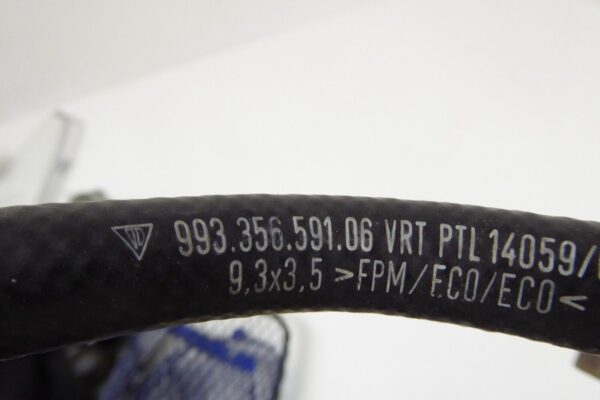 993.356.591.06 VRT PTL 14059/
9,3x3,5 >FPM/ECO/ECO<